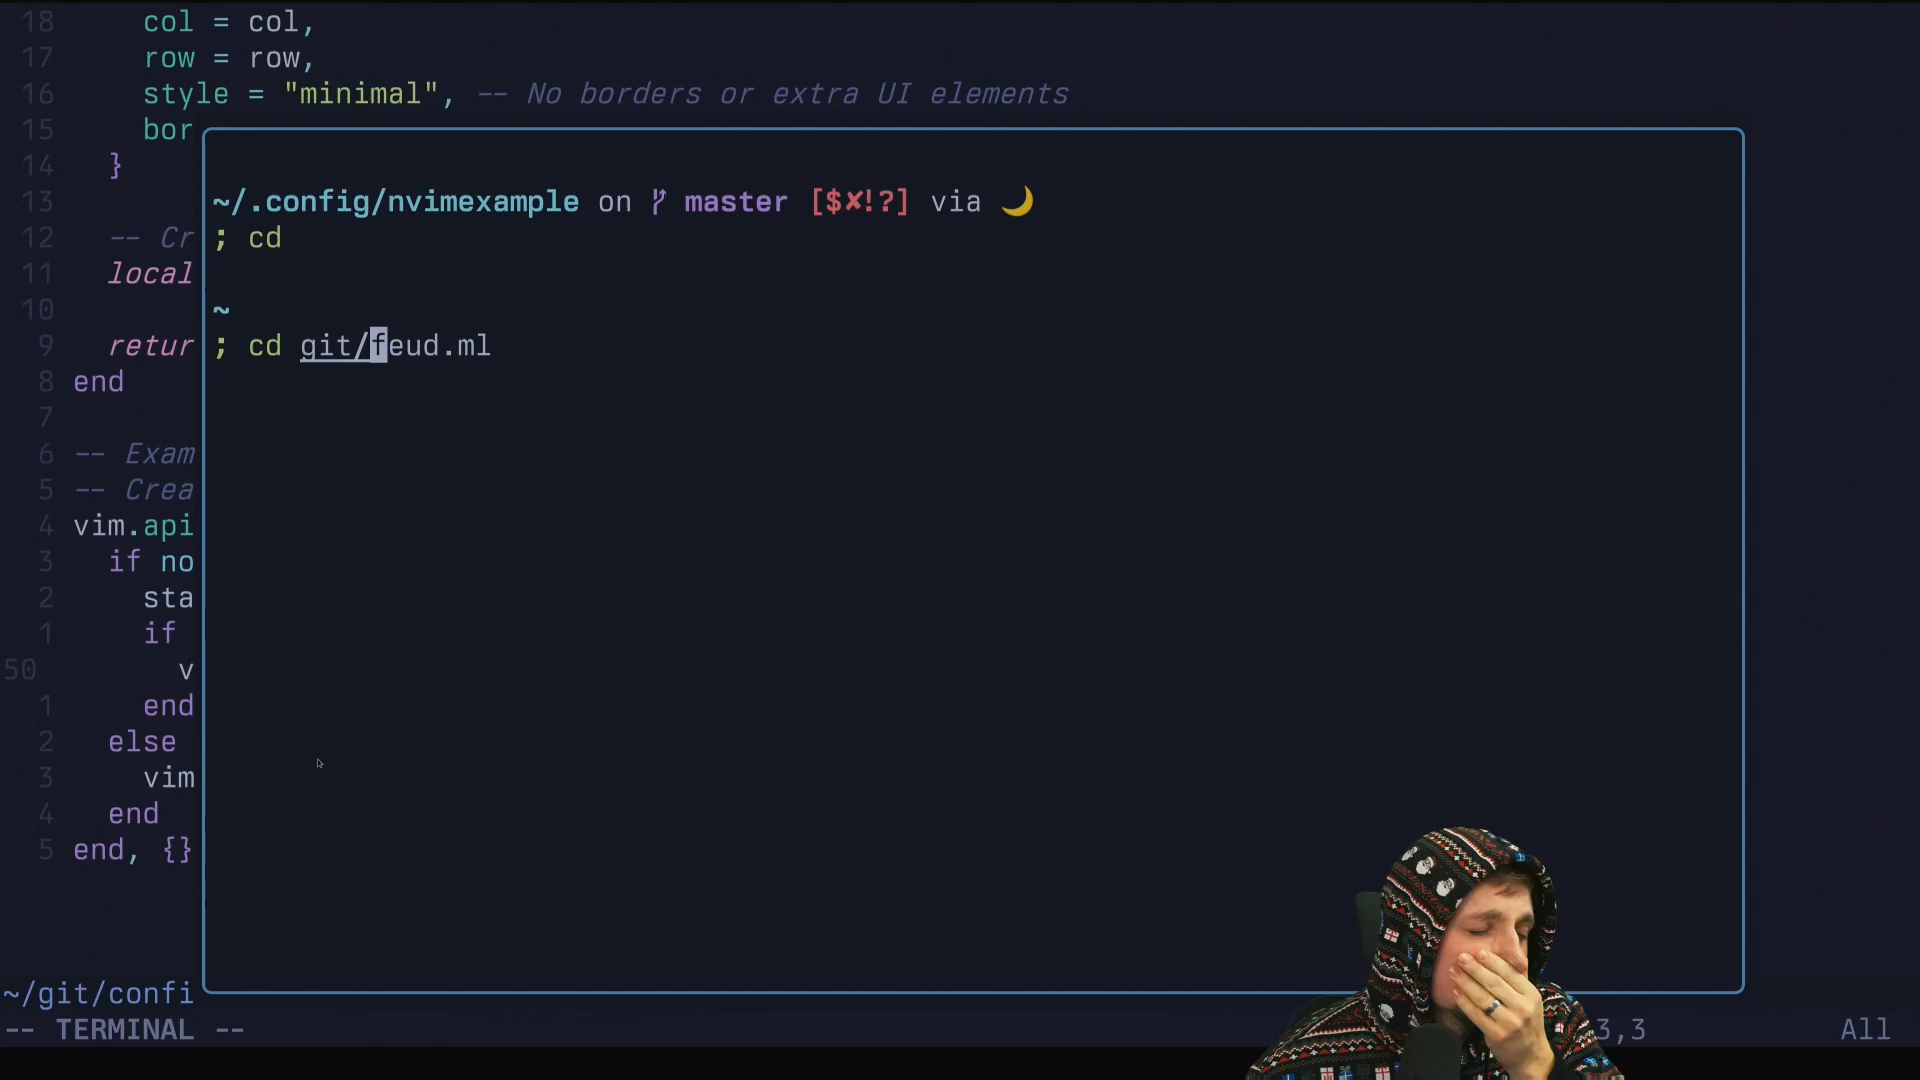 18 col = col,
17 row = row,
16 style = "minimal", -- No borders or extra UI elements
15 bor
14 }
13
12 -- Cr
11 local
10
9 retur
8 end
7
6 -- Exam
5 -- Crea
4 vim.api
3 if no
2 sta
1 if
50 v
1 end
2 else
3 vim
4 end
5 end, {}
~/.config/nvimexample on master [$✘!?] via 🌙
; cd
~
; cd git/feud.ml
~/git/confi
-- TERMINAL -- 3,3 All